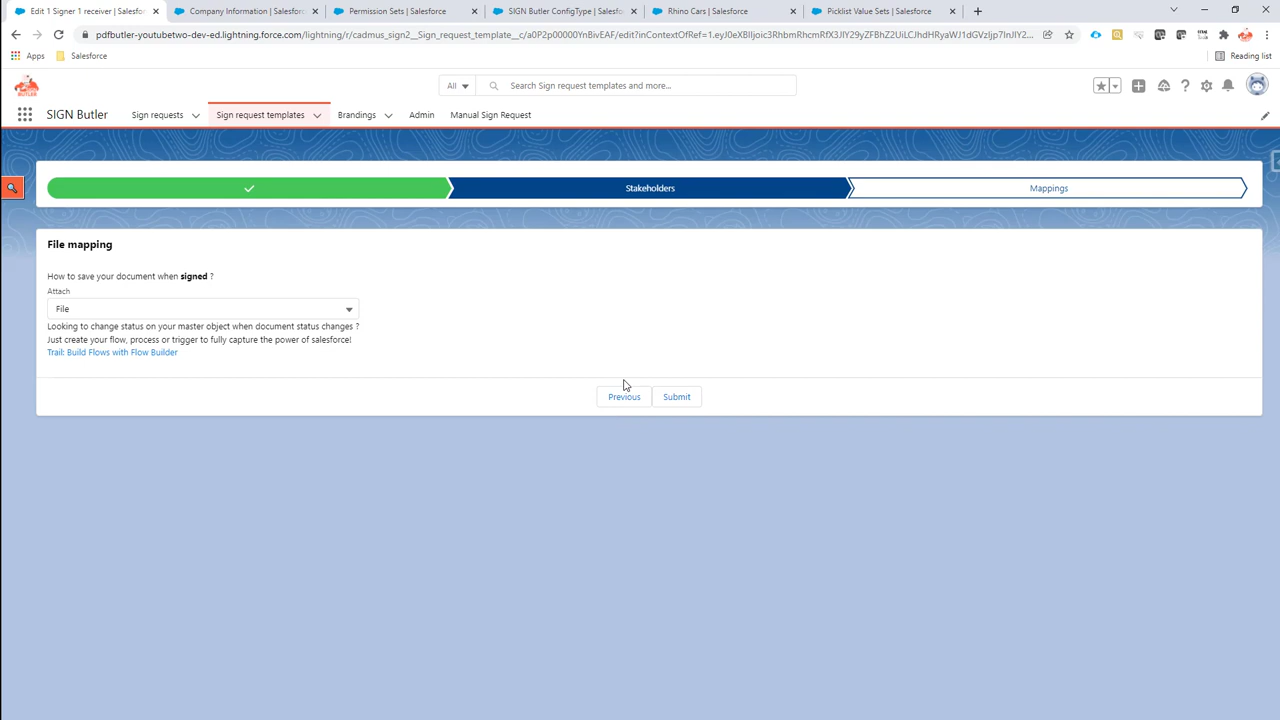 Edit 1 Signer 1 receiver | Salesfor
Company Information | Salesforc
Permission Sets | Salesforce
SIGN Butler ConfigType | Salesfo
Rhino Cars | Salesforce
Picklist Value Sets | Salesforce
Apps
Salesforce
Reading list
All
Search Sign request templates and more...
SIGN Butler
Sign requests
Sign request templates
Brandings
Admin
Manual Sign Request
Stakeholders
Mappings
File mapping
How to save your document when signed ?
Attach
File
Looking to change status on your master object when document status changes ?
Just create your flow, process or trigger to fully capture the power of salesforce!
Trail: Build Flows with Flow Builder
Previous
Submit